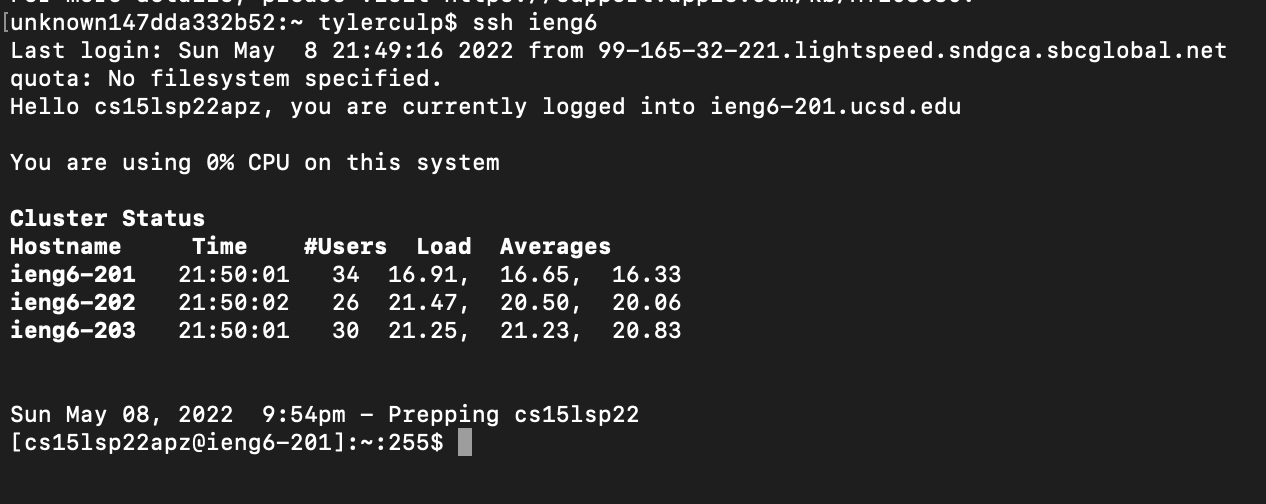 [unknown147dda332b52:~ tylerculp$ ssh ieng6
Last login: Sun May  8 21:49:16 2022 from 99-165-32-221.lightspeed.sndgca.sbcglobal.net
quota: No filesystem specified.
Hello cs15lsp22apz, you are currently logged into ieng6-201.ucsd.edu
You are using 0% CPU on this system
Cluster Status
Hostname     Time    #Users  Load  Averages
ieng6-201   21:50:01   34  16.91,  16.65,  16.33
ieng6-202   21:50:02   26  21.47,  20.50,  20.06
ieng6-203   21:50:01   30  21.25,  21.23,  20.83
Sun May 08, 2022  9:54pm - Prepping cs15lsp22
[cs15lsp22apz@ieng6-201]:~:255$